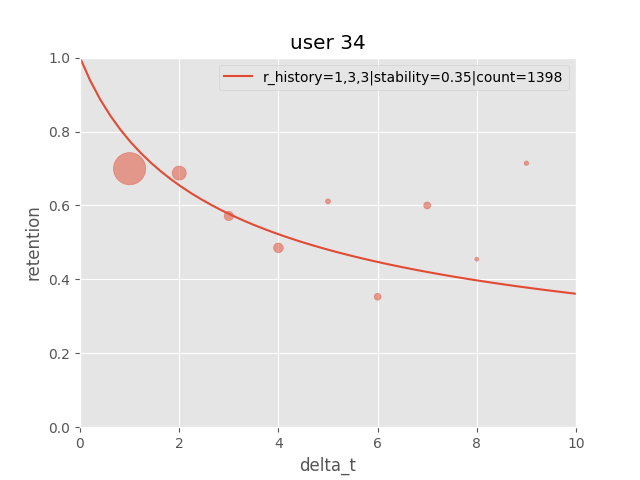 user 34
r_history=1,3,3|stability=0.35|count=1398
1.0
0.8
0.6
0.4
0.2
0.0
retention
0 2 4 6 8 10
delta_t